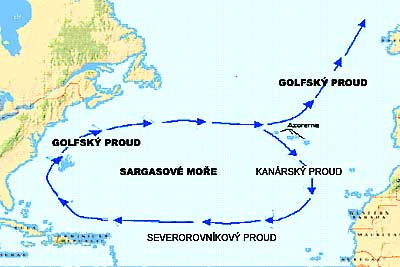 GOLFSKÝ PROUD
Azorerne
GOLFSKÝ PROUD
SARGASOVÉ MOŘE
KANÁRSKÝ PROUD
SEVEROROVNÍKOVÝ PROUD